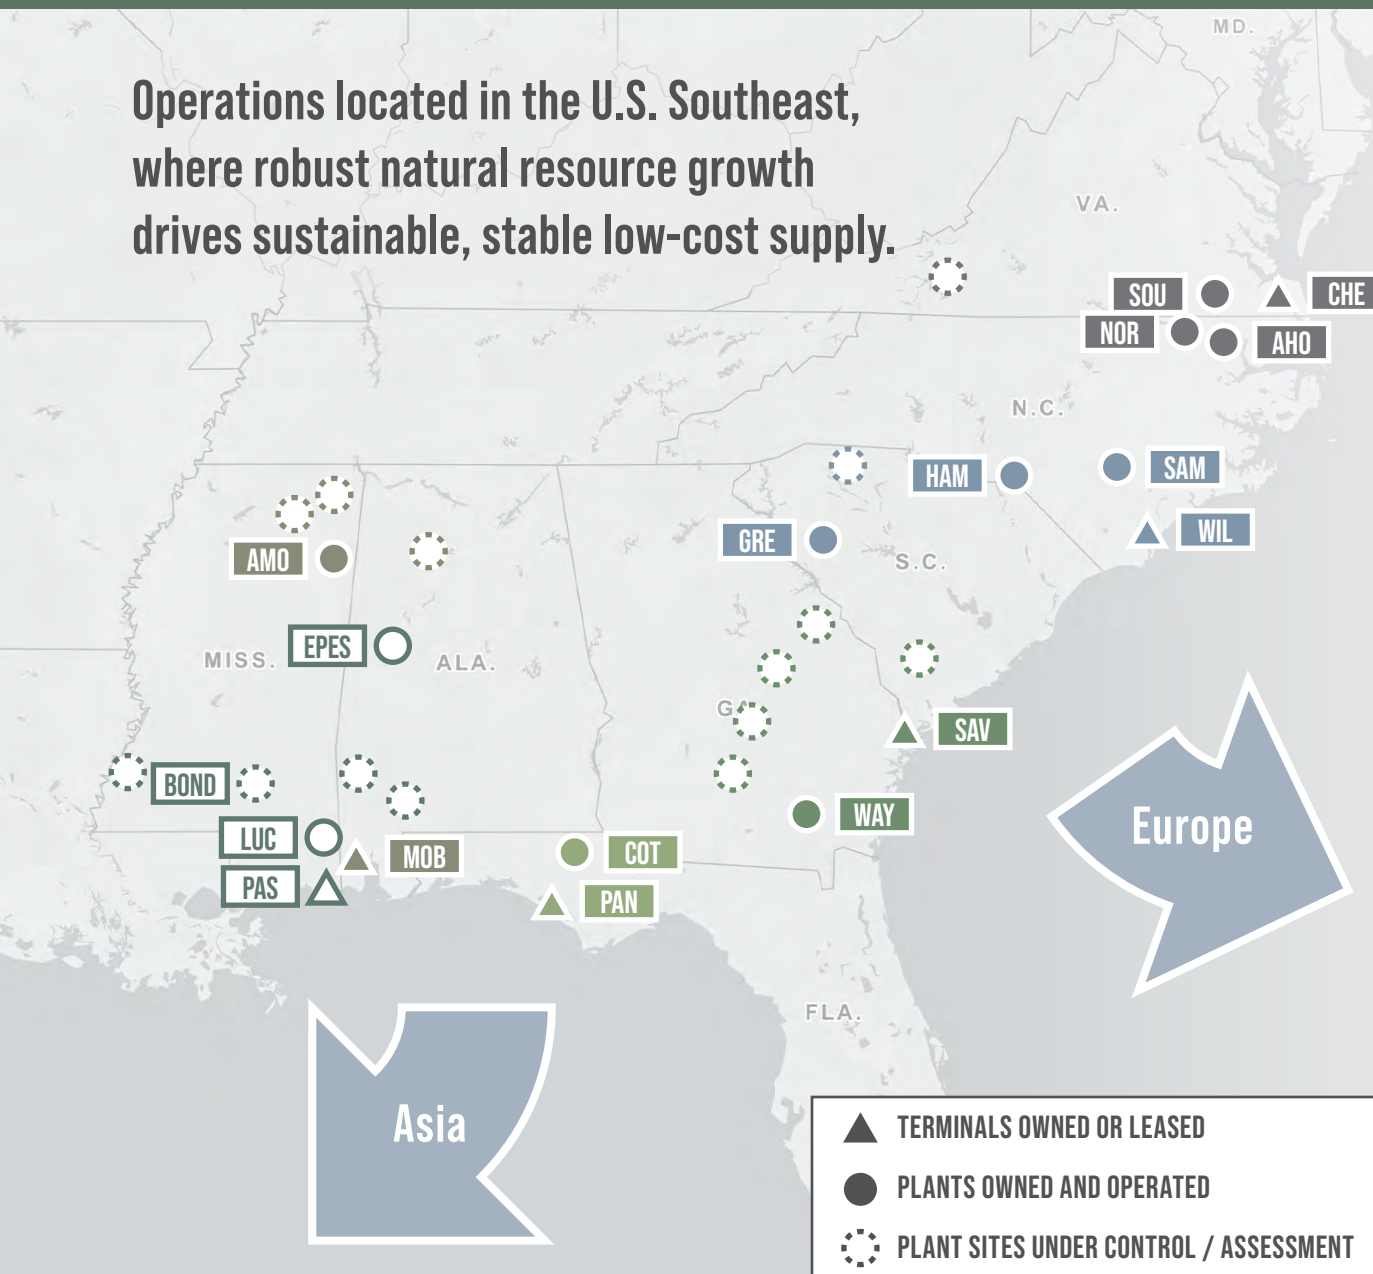 MD.
Operations located in the U.S. Southeast,
where robust natural resource growth
drives sustainable, stable low-cost supply.
VA.
SOU
CHE
NOR
AHO
N.C.
HAM
SAM
GRE
WIL
AMO
S.C.
EPES
MISS.
ALA.
GA
SAV
BOND
WAY
LUC
MOB
COT
PAS
PAN
Europe
FLA.
Asia
TERMINALS OWNED OR LEASED
PLANTS OWNED AND OPERATED
PLANT SITES UNDER CONTROL / ASSESSMENT